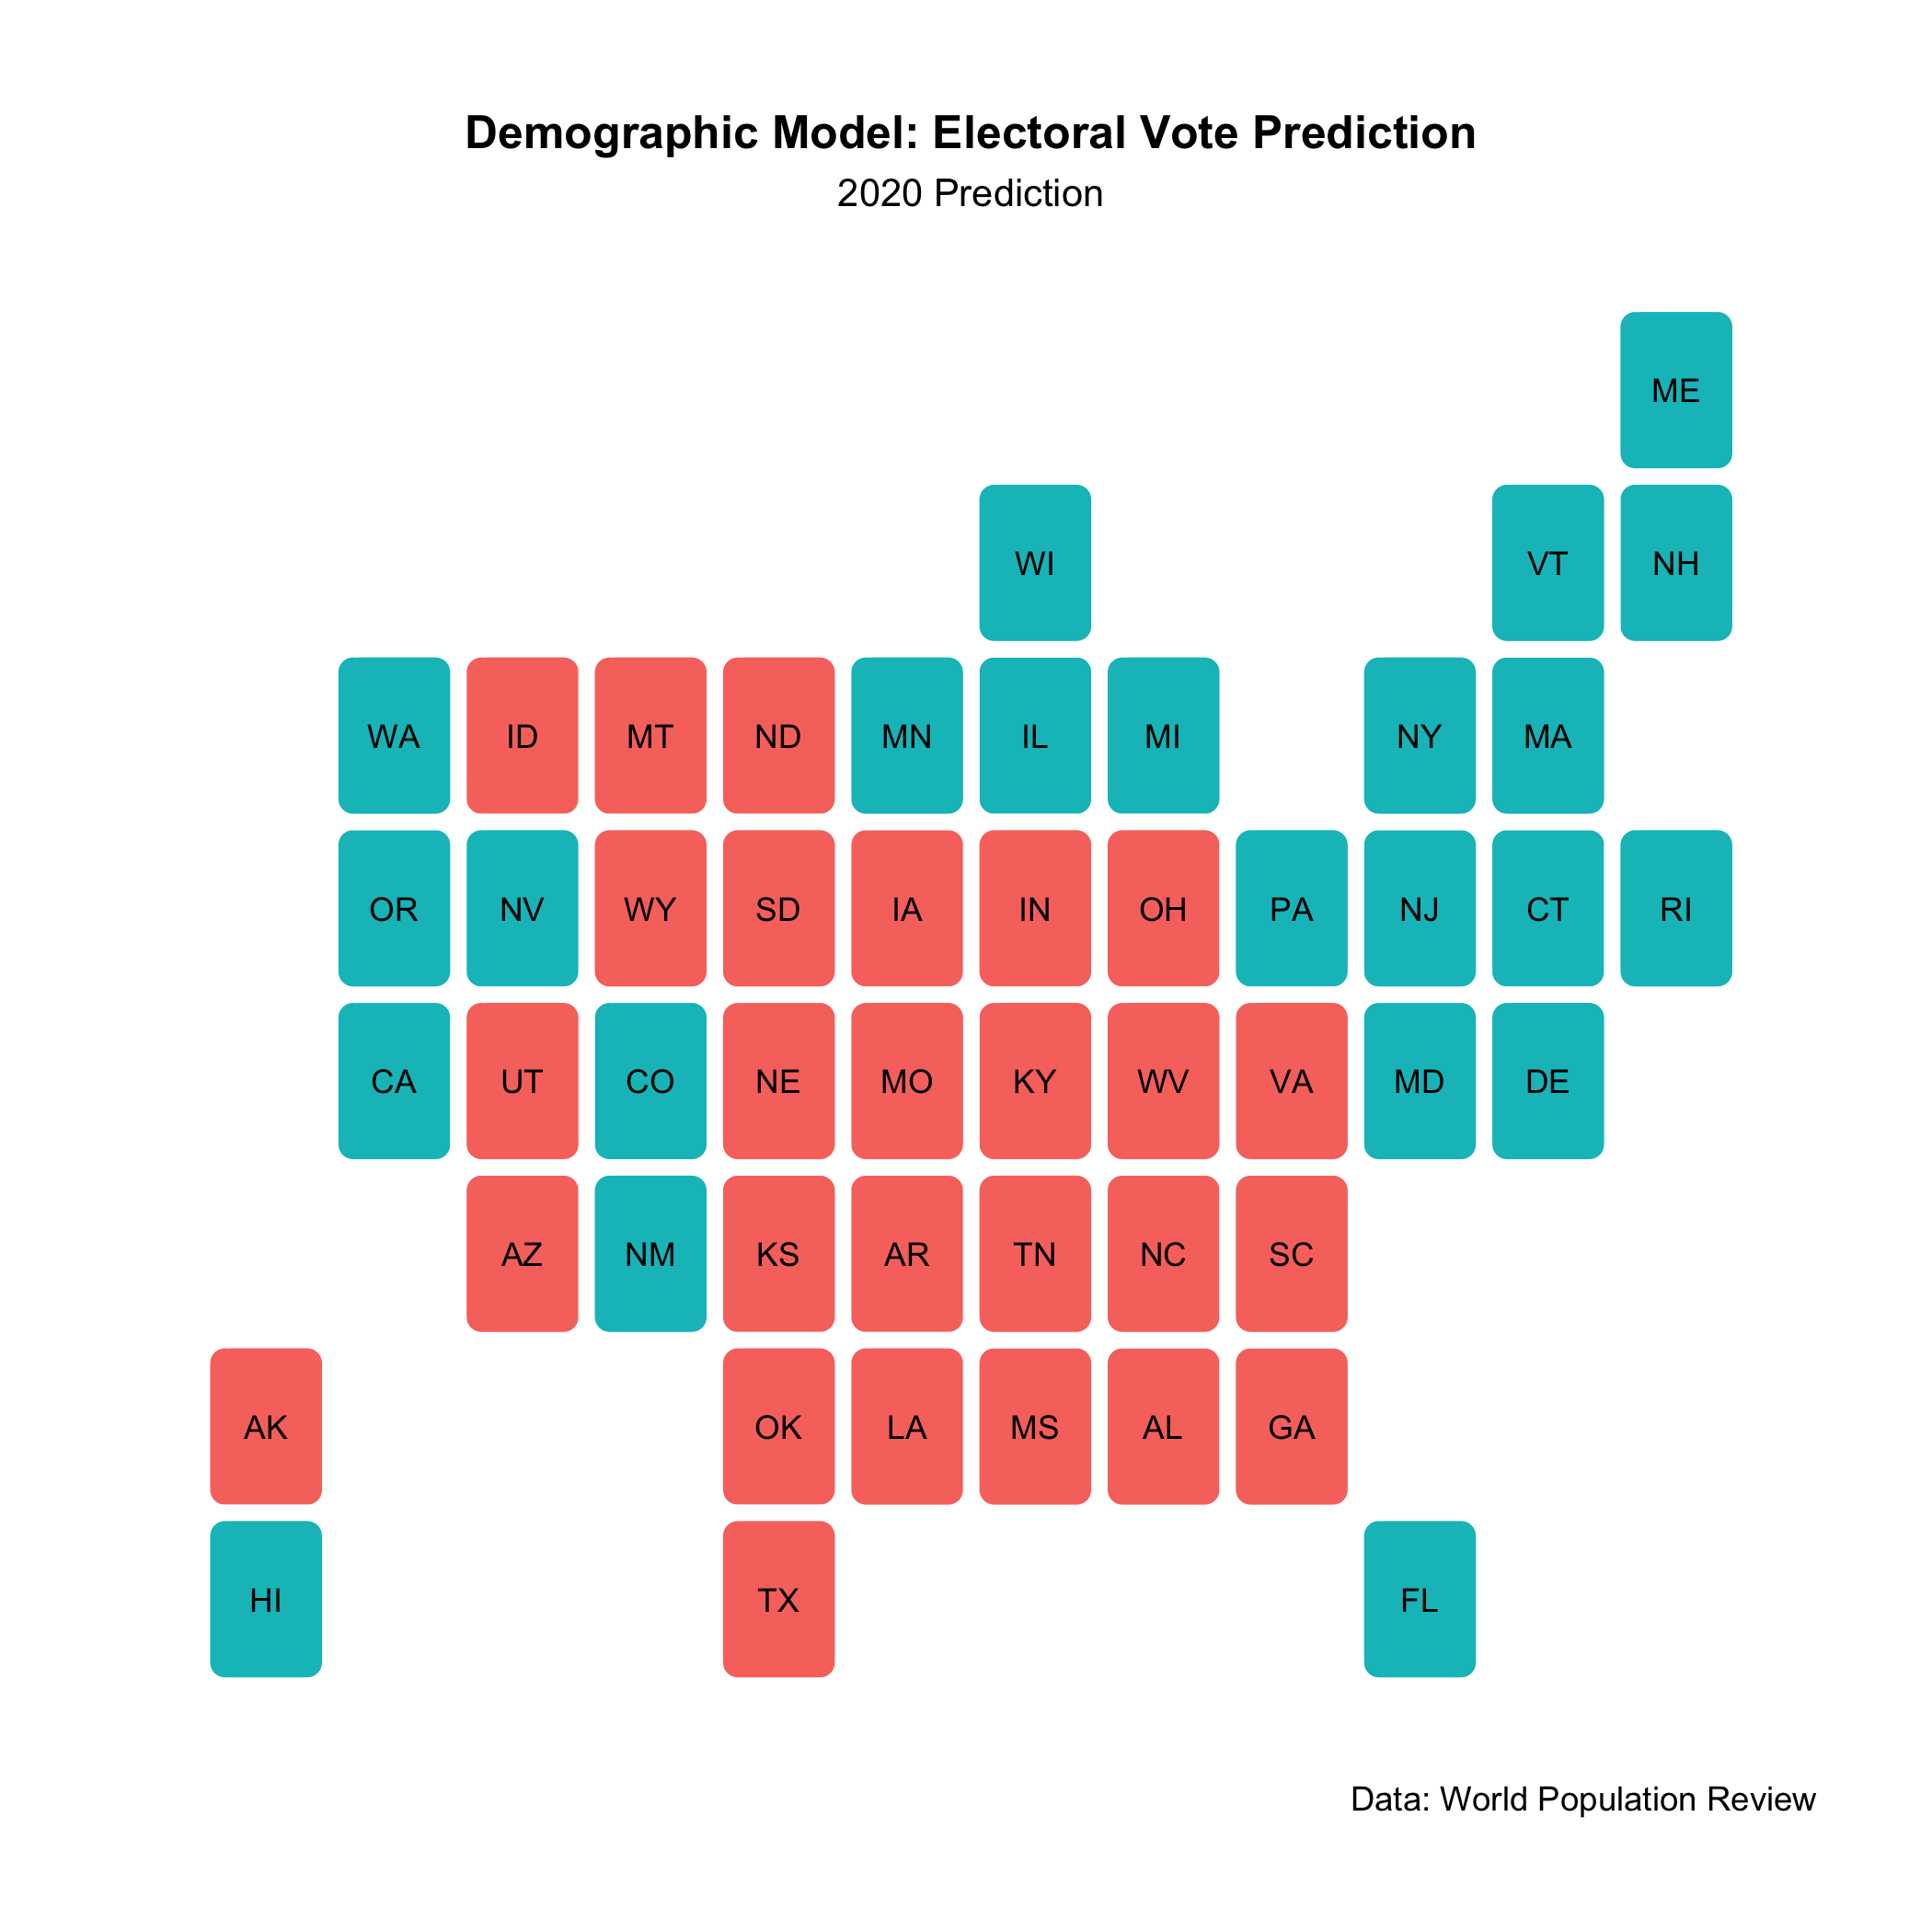 Demographic Model: Electoral Vote Prediction
2020 Prediction
ME
WI VT NH
WA ID MT ND MN IL MI NY MA
OR NV WY SD IA IN OH PA NJ CT RI
CA UT CO NE MO KY WV VA MD DE
AZ NM KS AR TN NC SC
AK OK LA MS AL GA
HI TX FL
Data: World Population Review